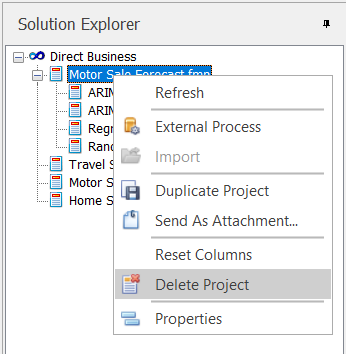 Solution Explorer
Direct Business
Motor Sale Forecast.fmp
Refresh
ARIM
External Process
ARIM
Import
Regr
Duplicate Project
Travel S
Send As Attachment...
Motor S
Home S
Reset Columns
Delete Project
Properties